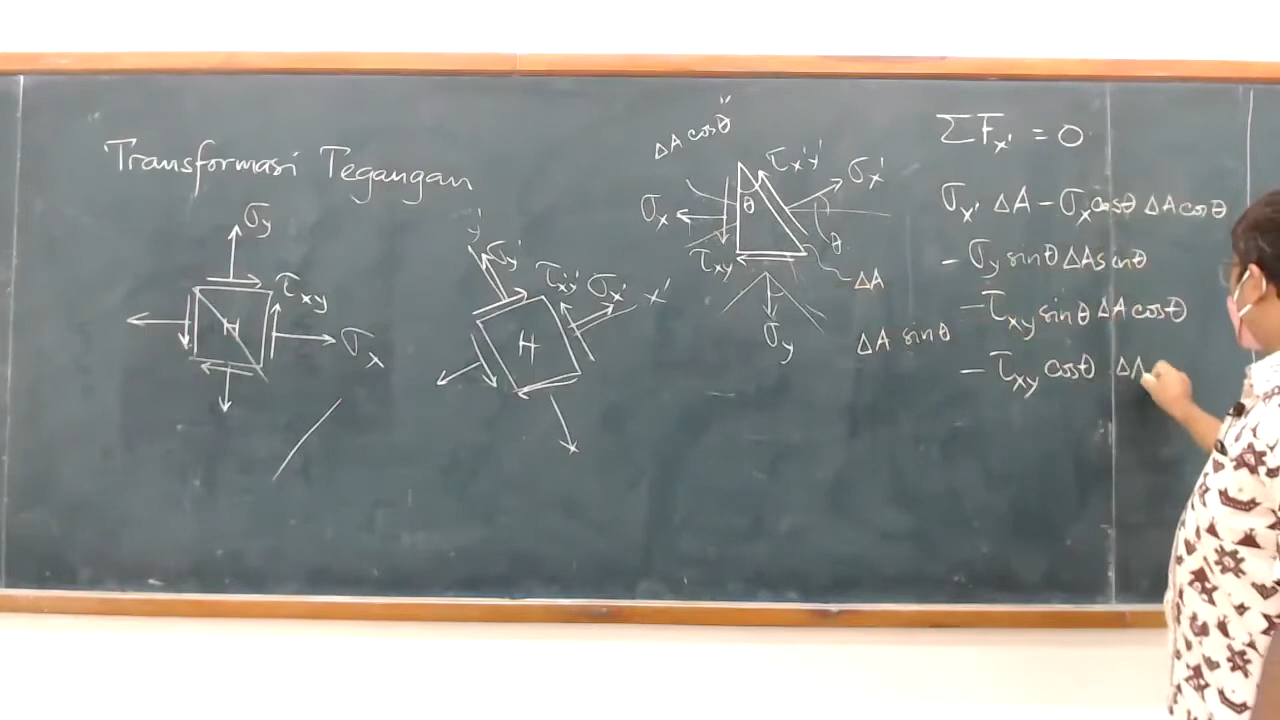 Transformasi Tegangan
σy
τxy
H
σx
y'
σy'
τx'y'
σx'
x'
H
ΔA cosθ
τx'y'
σx'
σx
θ
θ
τxy
ΔA
σy
ΔA sinθ
ΣFx' = 0
σx' ΔA - σx cosθ ΔA cosθ
- σy sinθ ΔA sinθ
- τxy sinθ ΔA cosθ
- τxy cosθ ΔA